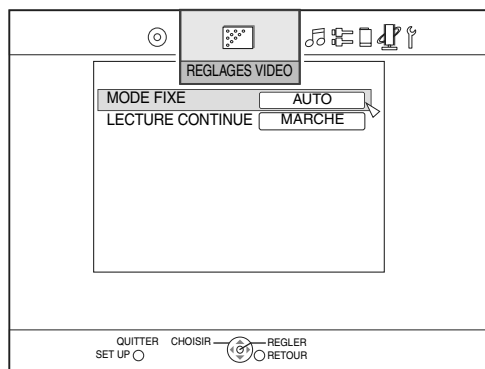 REGLAGES VIDEO
MODE FIXE AUTO
LECTURE CONTINUE MARCHE
QUITTER CHOISIR REGLER
SET UP RETOUR